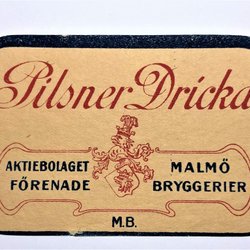 Pilsner Dricka
AKTIEBOLAGET
FÖRENADE
MALMÖ
BRYGGERIER
M.B.